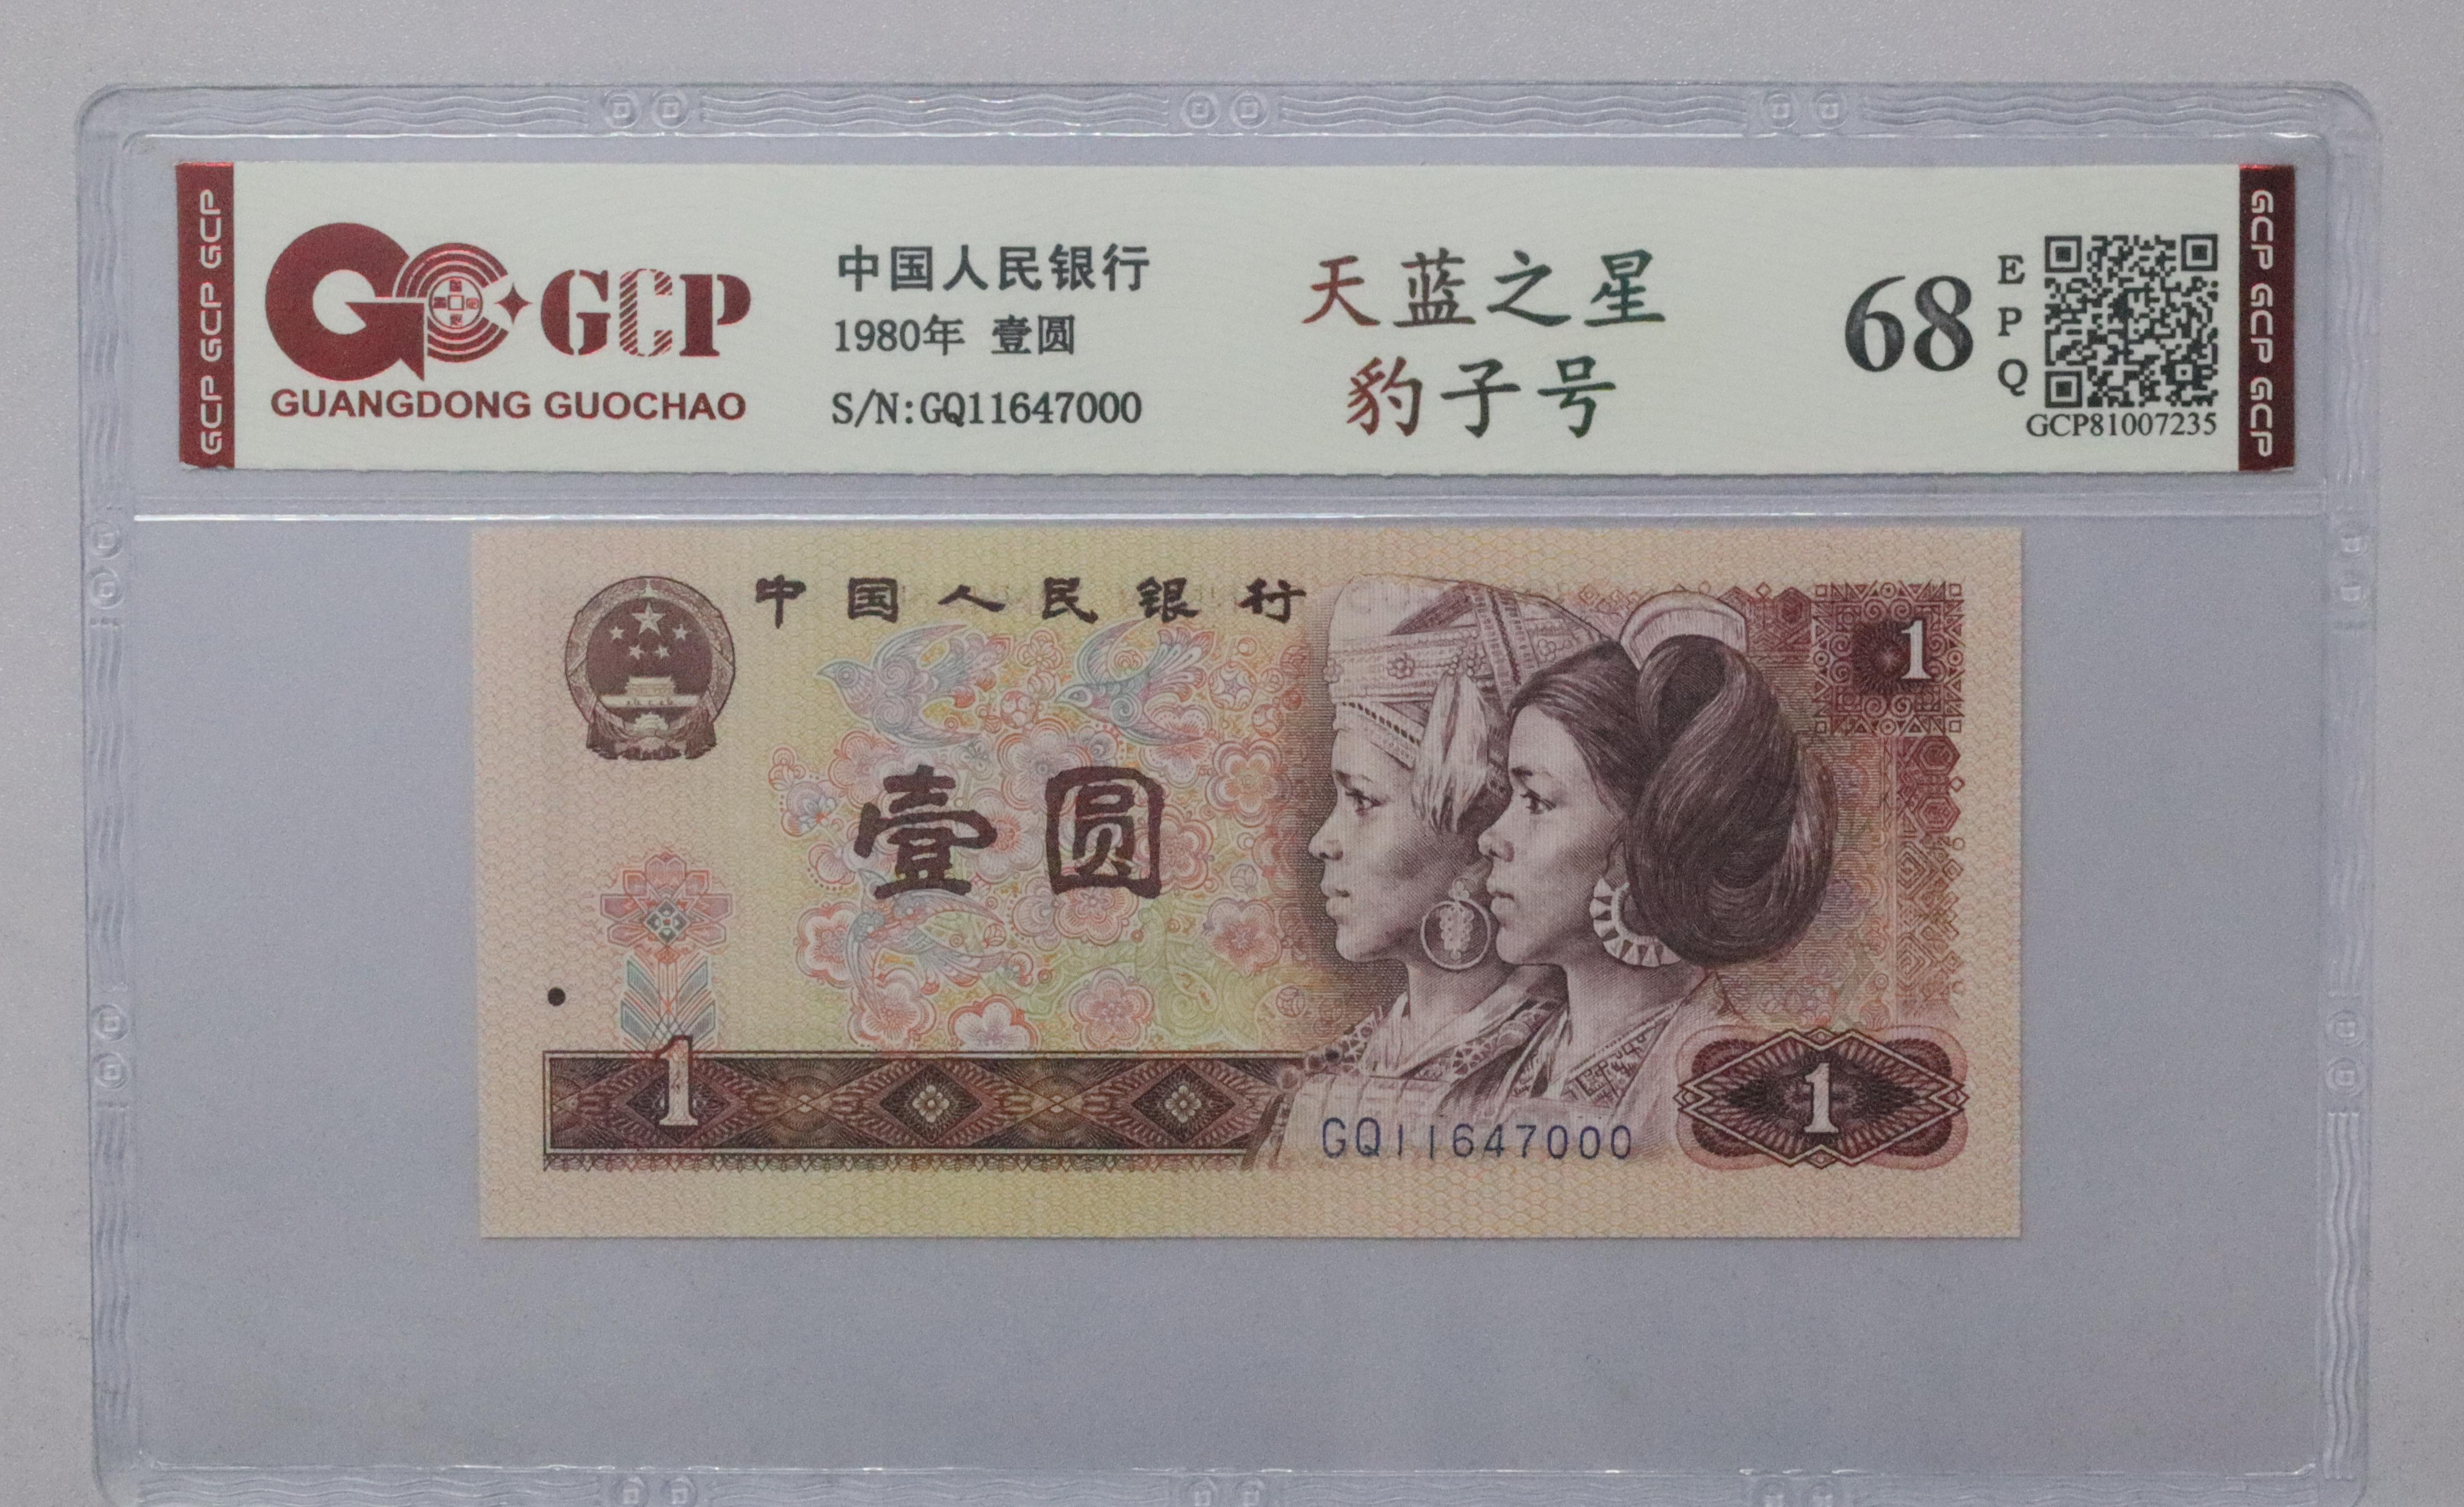 GCP GCP GCP
GCP
GUANGDONG GUOCHAO
中国人民银行
1980年 壹圆
S/N:GQ11647000
天蓝之星
豹子号
68
E
P
Q
GCP81007235
GCP GCP GCP
中国人民银行
1
壹圆
1
1
GQ11647000